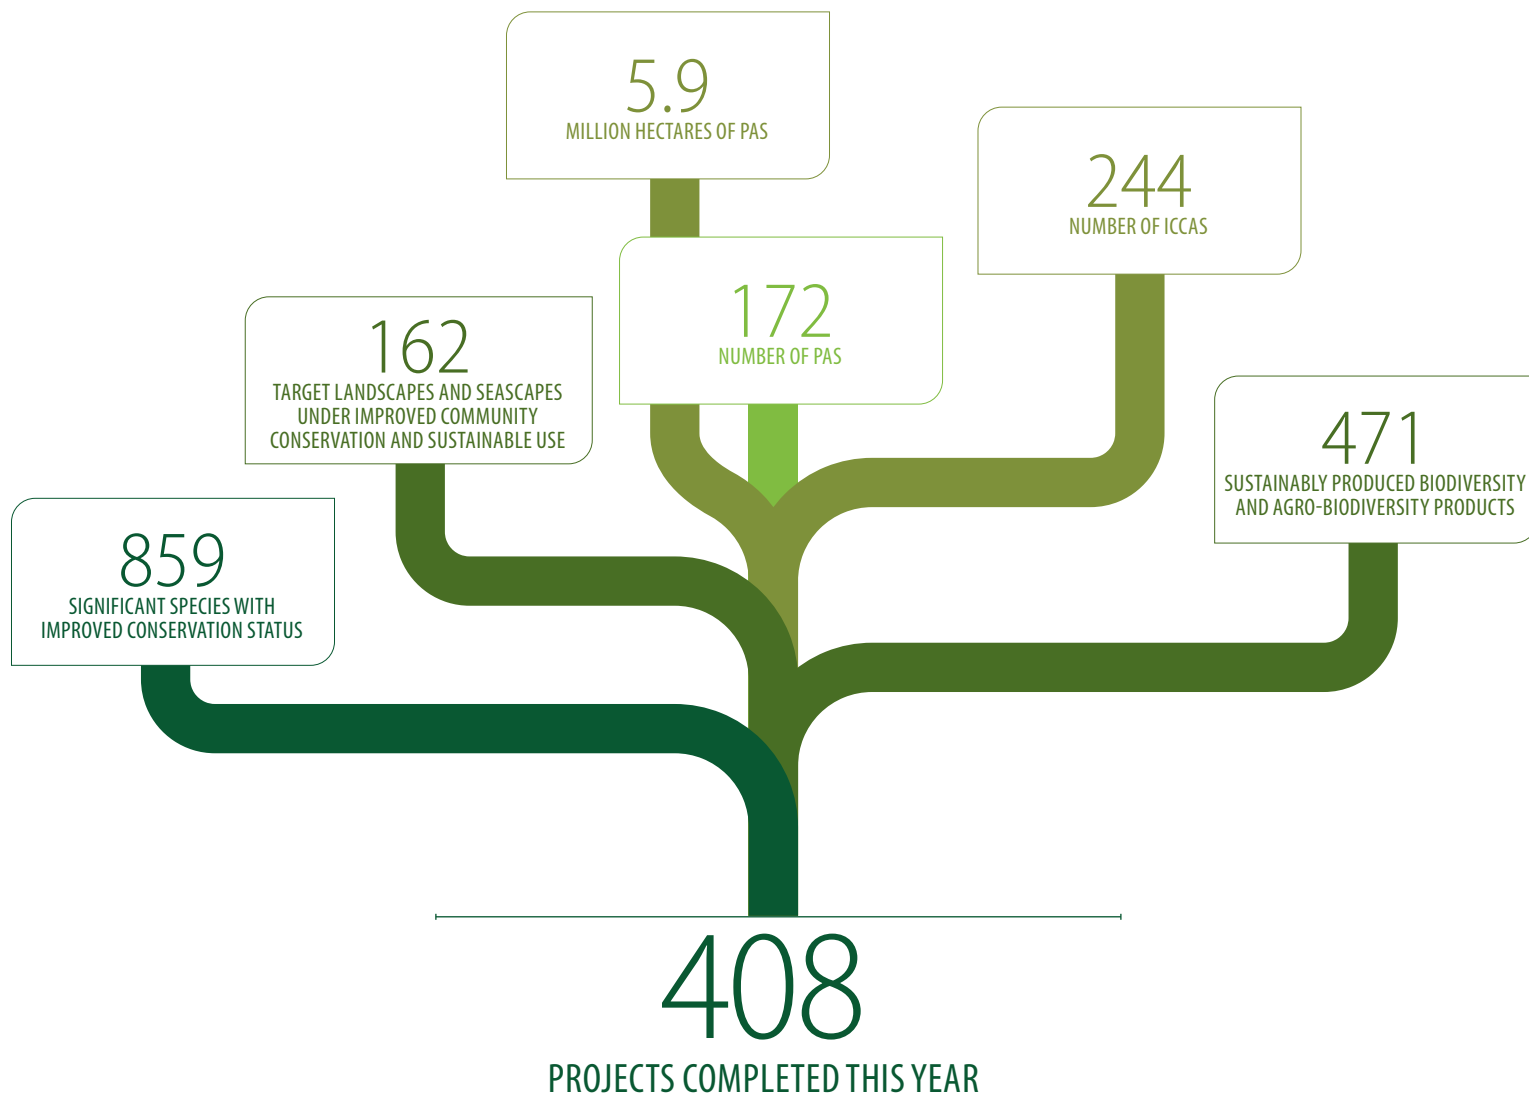 5.9
MILLION HECTARES OF PAS
244
NUMBER OF ICCAS
172
NUMBER OF PAS
162
TARGET LANDSCAPES AND SEASCAPES
UNDER IMPROVED COMMUNITY
CONSERVATION AND SUSTAINABLE USE
471
SUSTAINABLY PRODUCED BIODIVERSITY
AND AGRO-BIODIVERSITY PRODUCTS
859
SIGNIFICANT SPECIES WITH
IMPROVED CONSERVATION STATUS
408
PROJECTS COMPLETED THIS YEAR